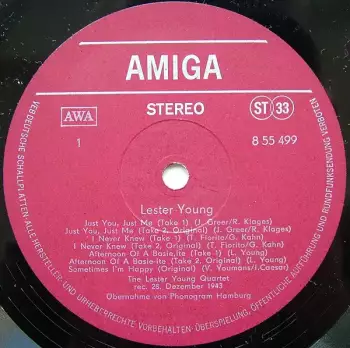 AMIGA
AWA
STEREO
ST 33
1
8 55 499
Lester Young
Just You, Just Me (Take 1) (J. Greer/R. Klages)
Just You, Just Me (Take 2, Original) (J. Greer/R. Klages)
I Never Knew (Take 1) (T. Fiorito/G. Kahn)
I Never Knew (Take 2, Original) (T. Fiorito/G. Kahn)
Afternoon Of A Basie-ite (Take 1) (L. Young)
Afternoon Of A Basie-ite (Take 2, Original) (L. Young)
Sometimes I'm Happy (Original) (V. Youmans/J. Caesar)
The Lester Young Quartet
rec. 28. Dezember 1943
Übernahme von Phonogram Hamburg
VEB DEUTSCHE SCHALLPLATTEN · ALLE HERSTELLER- UND URHEBERRECHTE VORBEHALTEN · ÜBERSPIELUNG, ÖFFENTLICHE AUFFÜHRUNG UND RUNDFUNKSENDUNG VERBOTEN